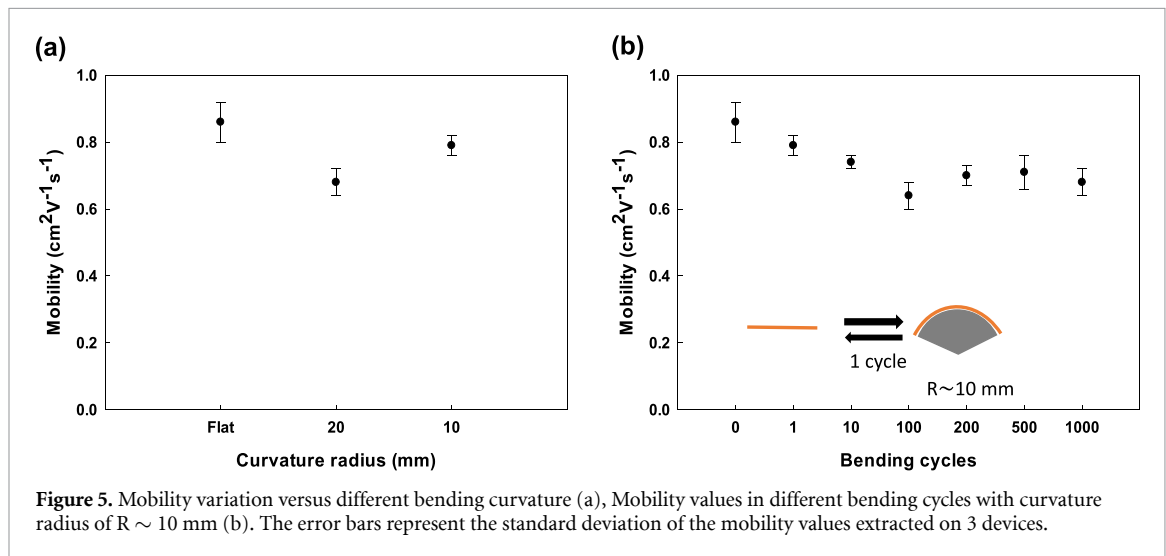 (a)
1.0
0.8
0.6
0.4
0.2
0.0
Mobility (cm²V⁻¹s⁻¹)
Flat 20 10
Curvature radius (mm)
(b)
1.0
0.8
0.6
0.4
0.2
0.0
Mobility (cm²V⁻¹s⁻¹)
1 cycle
R~10 mm
0 1 10 100 200 500 1000
Bending cycles
Figure 5. Mobility variation versus different bending curvature (a), Mobility values in different bending cycles with curvature
radius of R ~ 10 mm (b). The error bars represent the standard deviation of the mobility values extracted on 3 devices.